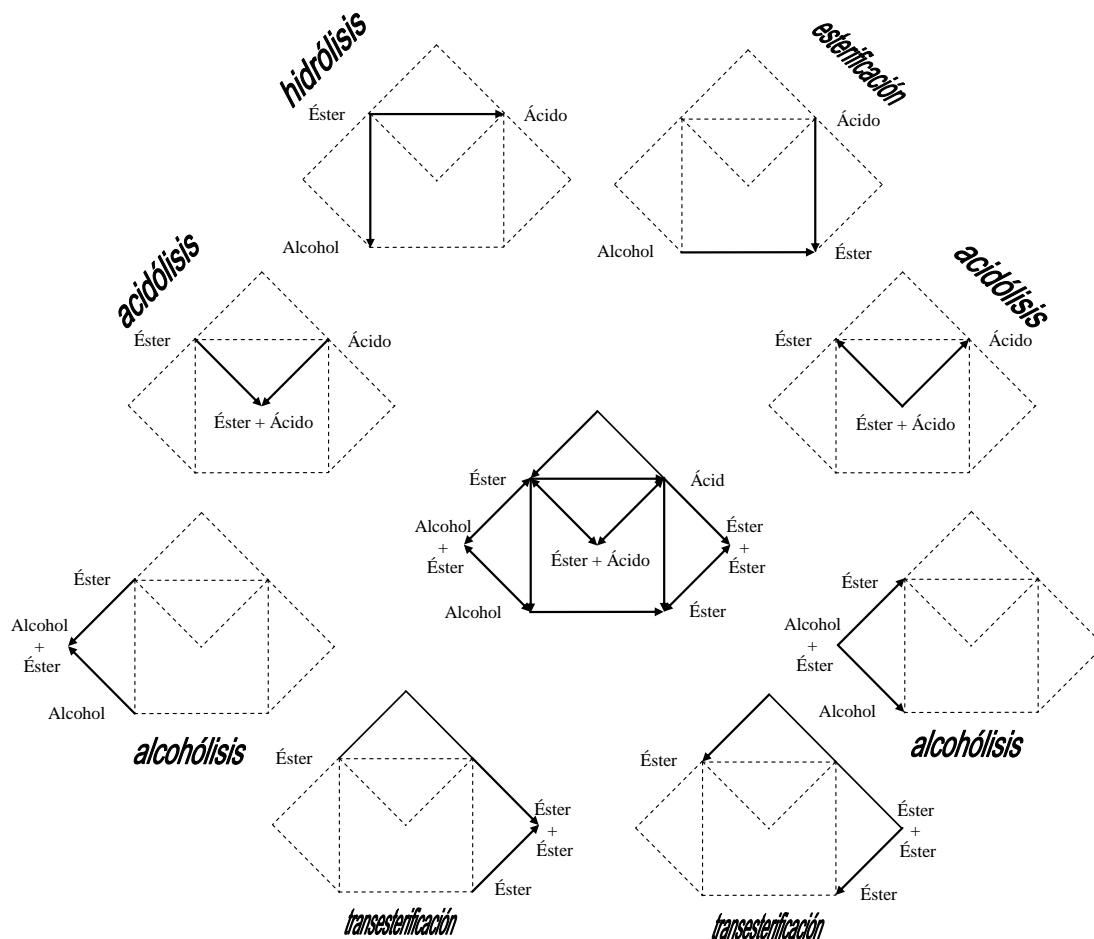 hidrólisis
esterificación
Éster
Ácido
Alcohol
Ácido
Alcohol
Éster
acidólisis
acidólisis
Éster
Ácido
Éster + Ácido
Éster
Ácido
Éster + Ácido
Éster
Ácid
Alcohol
+
Éster
Éster
+
Éster
Éster + Ácido
Alcohol
Éster
Éster
Alcohol
+
Éster
Alcohol
alcohólisis
Éster
Alcohol
+
Éster
Alcohol
alcohólisis
Éster
Éster
+
Éster
Éster
transesterificación
Éster
Éster
+
Éster
Éster
transesterificación